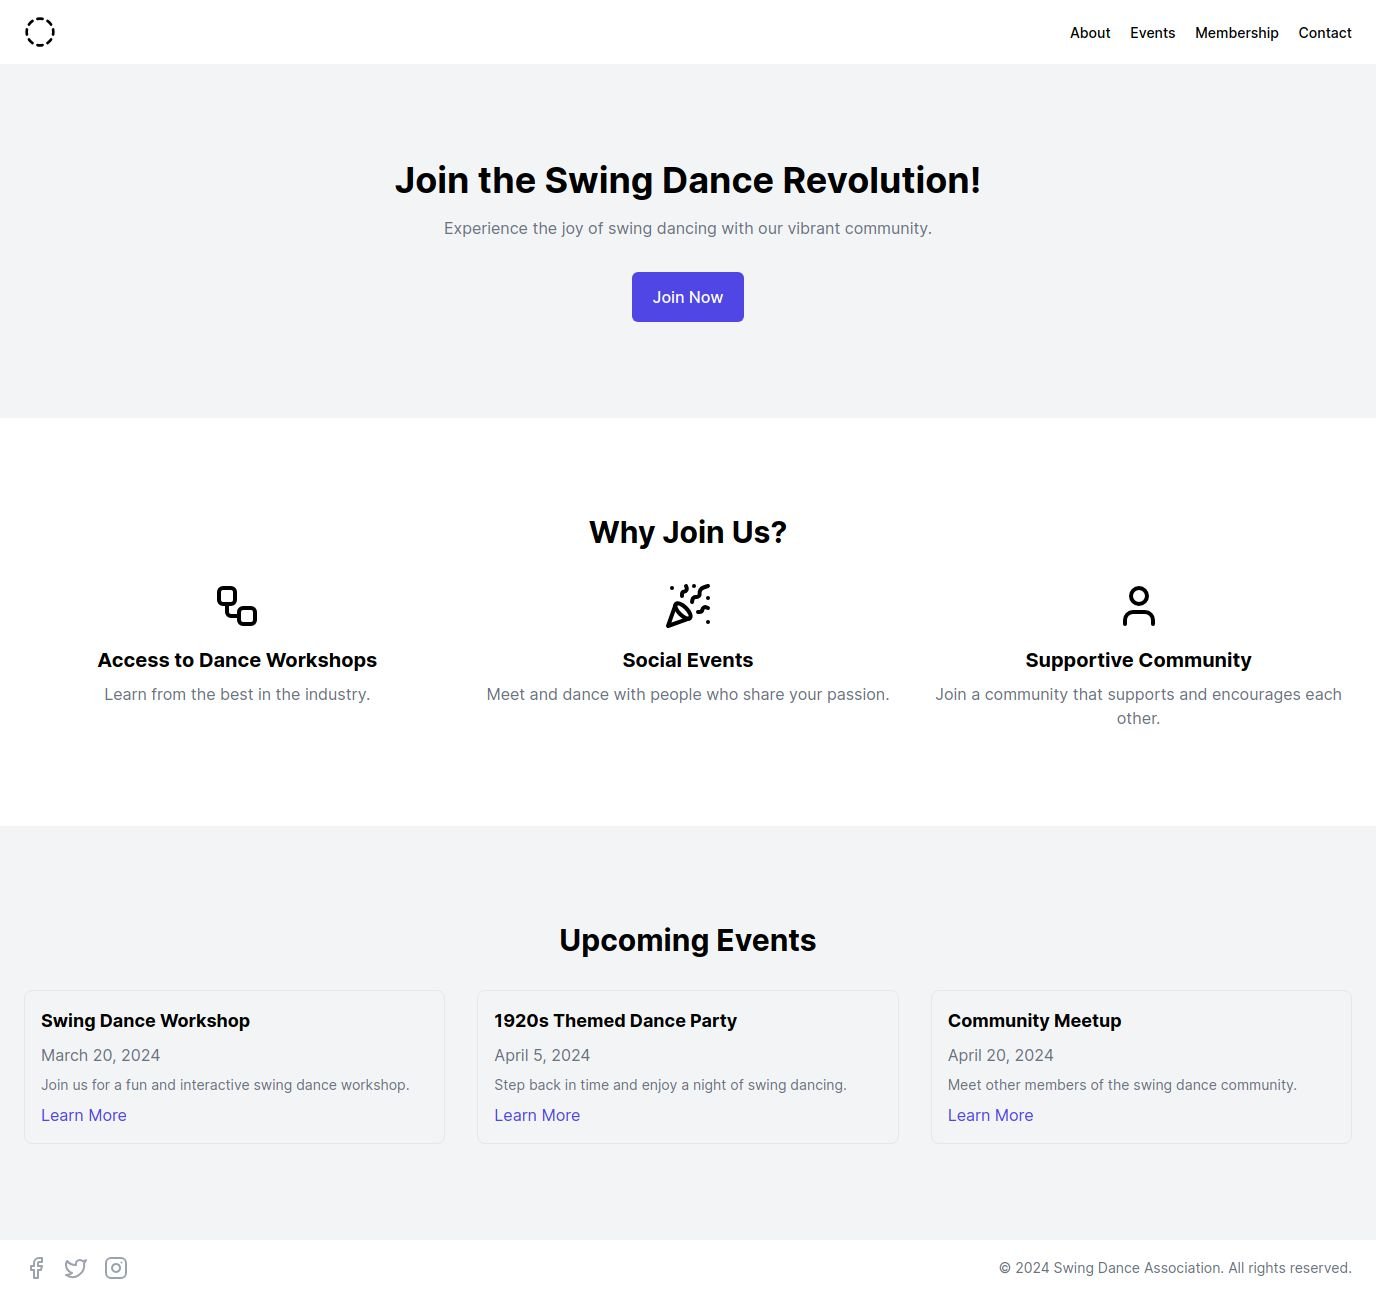 About Events Membership Contact
Join the Swing Dance Revolution!
Experience the joy of swing dancing with our vibrant community.
Join Now
Why Join Us?
Access to Dance Workshops
Learn from the best in the industry.
Social Events
Meet and dance with people who share your passion.
Supportive Community
Join a community that supports and encourages each
other.
Upcoming Events
Swing Dance Workshop
March 20, 2024
Join us for a fun and interactive swing dance workshop.
Learn More
1920s Themed Dance Party
April 5, 2024
Step back in time and enjoy a night of swing dancing.
Learn More
Community Meetup
April 20, 2024
Meet other members of the swing dance community.
Learn More
© 2024 Swing Dance Association. All rights reserved.